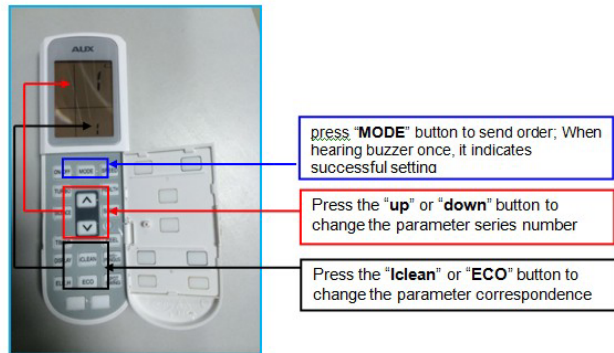 AUX
MODE
ICLEAN
ECO
press "MODE" button to send order; When
hearing buzzer once, it indicates
successful setting
Press the "up" or "down" button to
change the parameter series number
Press the "Iclean" or "ECO" button to
change the parameter correspondence